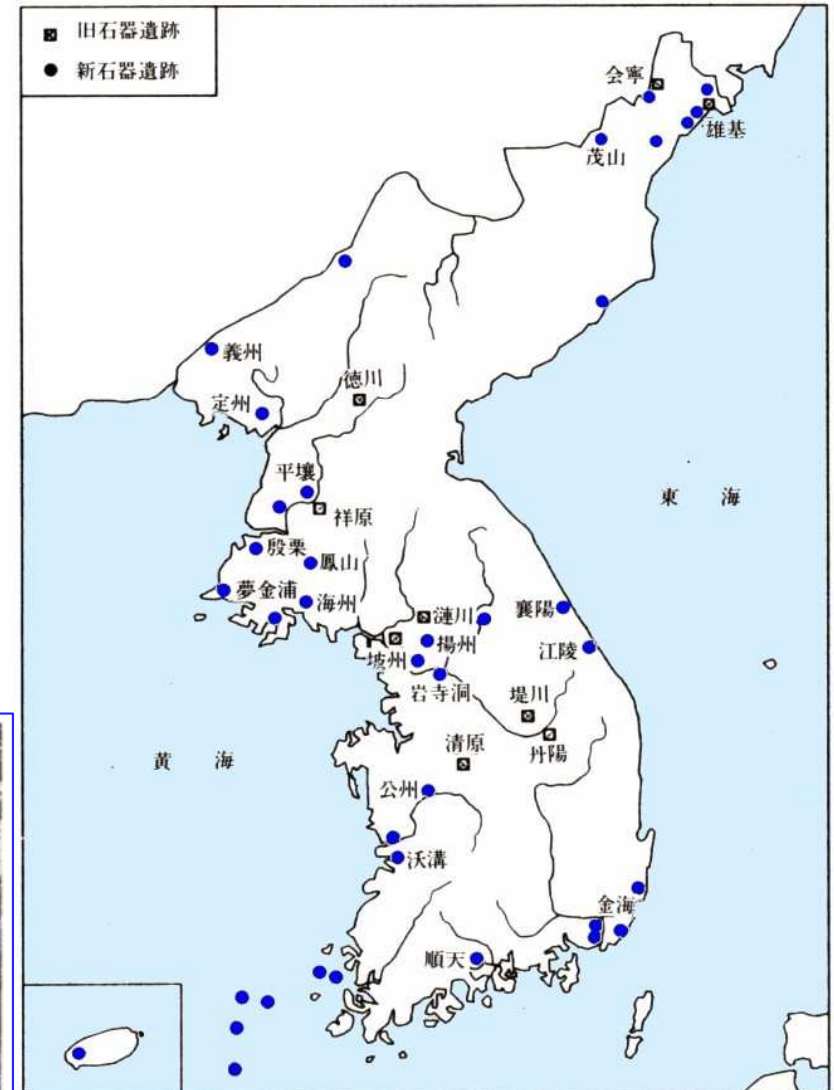 旧石器遺跡
新石器遺跡
会寧
雄基
茂山
義州
定州
徳川
平壌
祥原
東　海
殷栗
鳳山
夢金浦
海州
漣川
襄陽
坡州
揚州
江陵
岩寺洞
堤川
丹陽
清原
黄　海
公州
沃溝
金海
順天